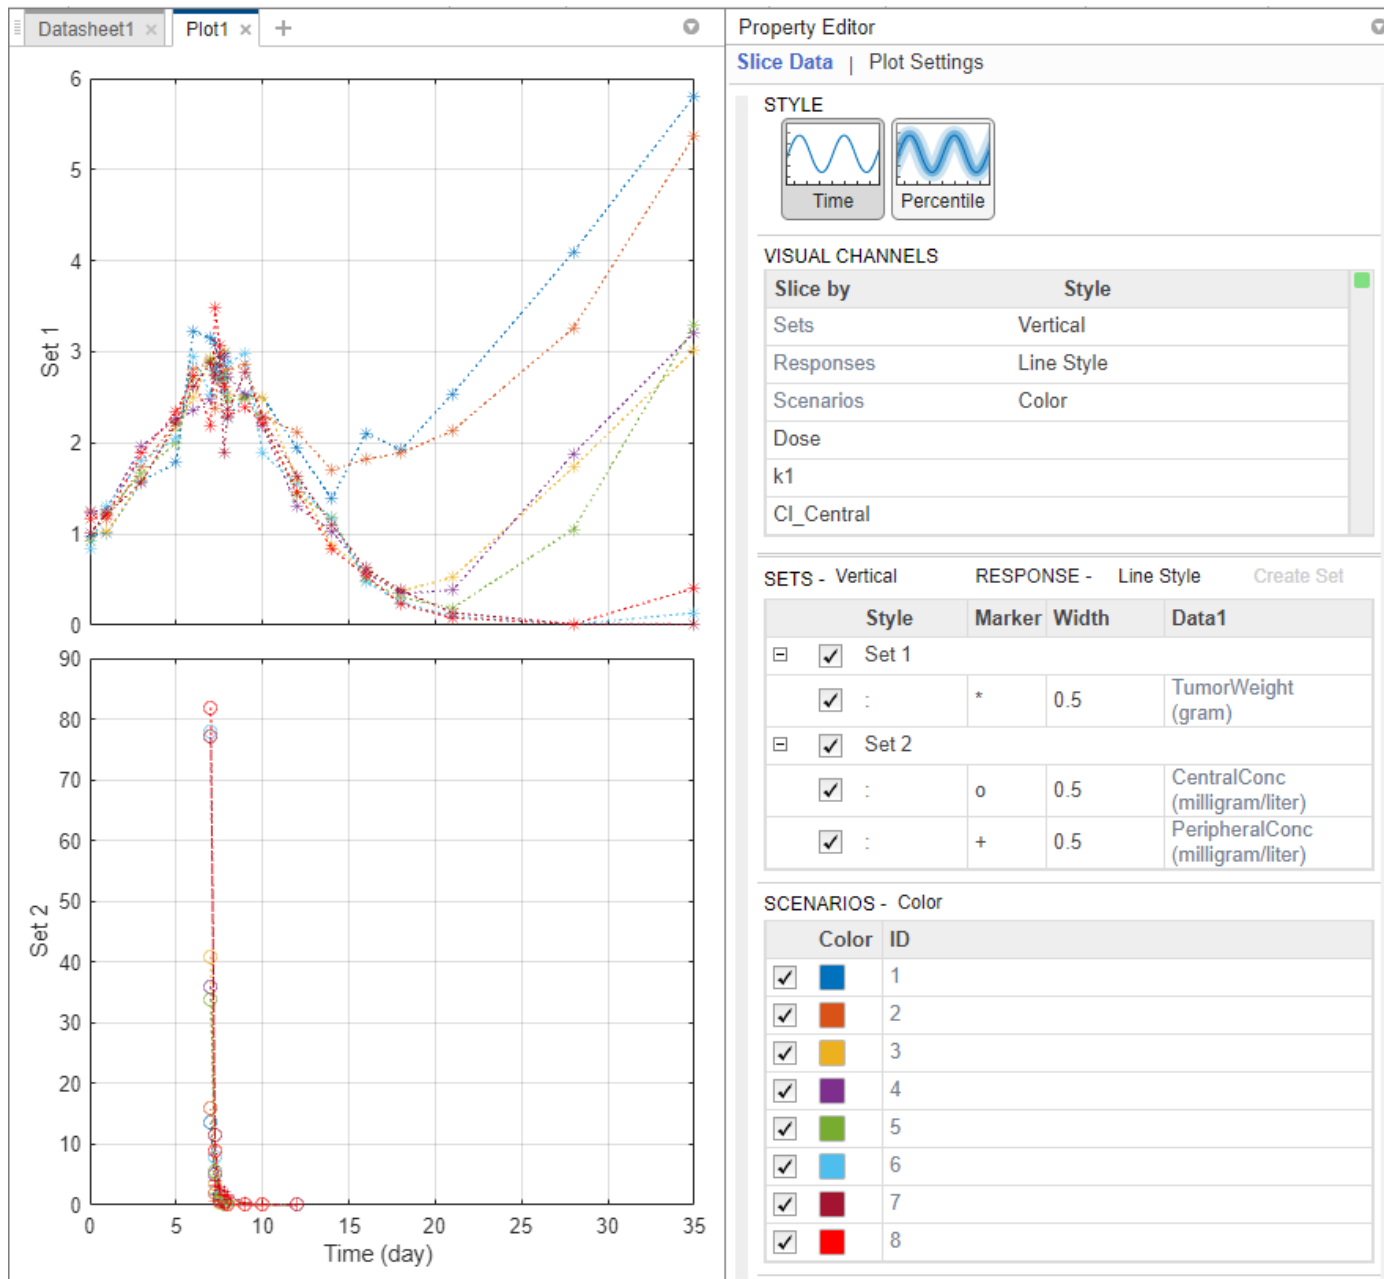 Datasheet1 × Plot1 × +
6
5
4
3
2
1
0
Set 1
90
80
70
60
50
40
30
20
10
0
Set 2
0 5 10 15 20 25 30 35
Time (day)
Property Editor
Slice Data | Plot Settings
STYLE
Time Percentile
VISUAL CHANNELS
Slice by Style
Sets Vertical
Responses Line Style
Scenarios Color
Dose
k1
Cl_Central
SETS - Vertical RESPONSE - Line Style Create Set
Style Marker Width Data1
Set 1
: * 0.5 TumorWeight
(gram)
Set 2
: o 0.5 CentralConc
(milligram/liter)
: + 0.5 PeripheralConc
(milligram/liter)
SCENARIOS - Color
Color ID
1
2
3
4
5
6
7
8